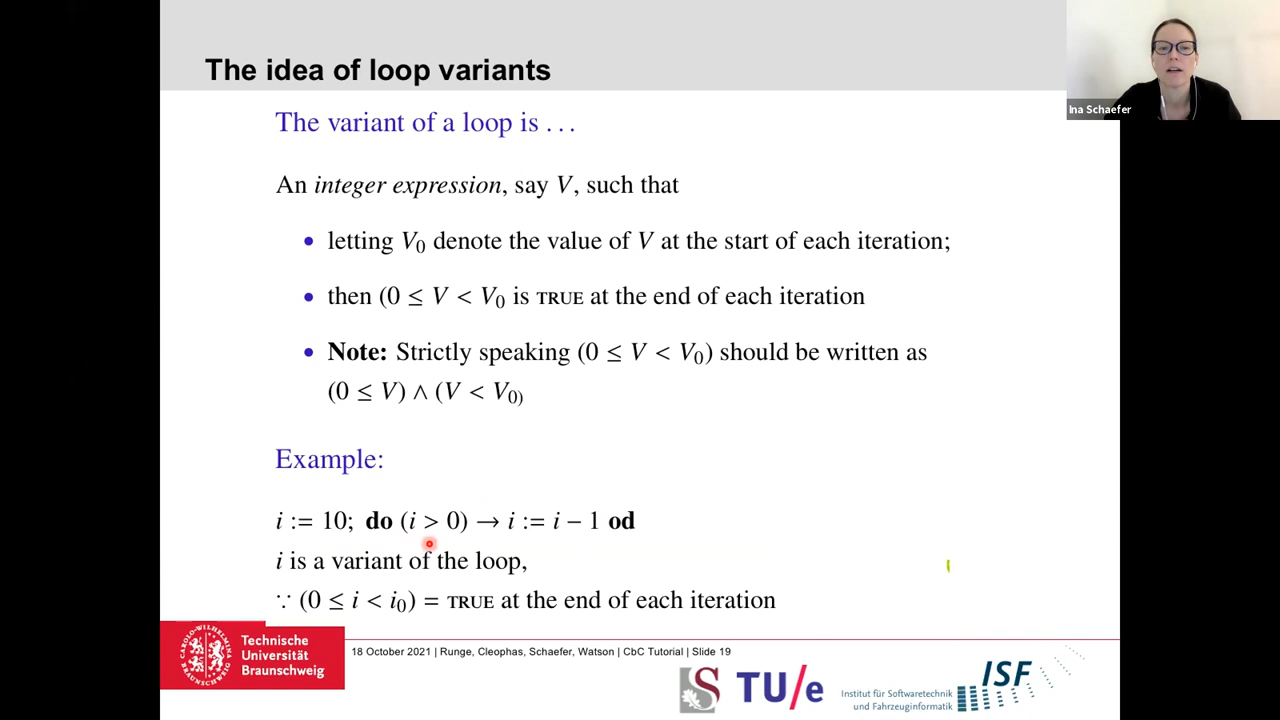 The idea of loop variants
Ina Schaefer
The variant of a loop is . . .
An integer expression, say V, such that
• letting V₀ denote the value of V at the start of each iteration;
• then (0 ≤ V < V₀ is TRUE at the end of each iteration
• Note: Strictly speaking (0 ≤ V < V₀) should be written as
(0 ≤ V) ∧ (V < V₀)
Example:
i := 10; do (i > 0) → i := i − 1 od
i is a variant of the loop,
∵ (0 ≤ i < i₀) = TRUE at the end of each iteration
Technische
Universität
Braunschweig
18 October 2021 | Runge, Cleophas, Schaefer, Watson | CbC Tutorial | Slide 19
S
TU/e
ISF
Institut für Softwaretechnik
und Fahrzeuginformatik